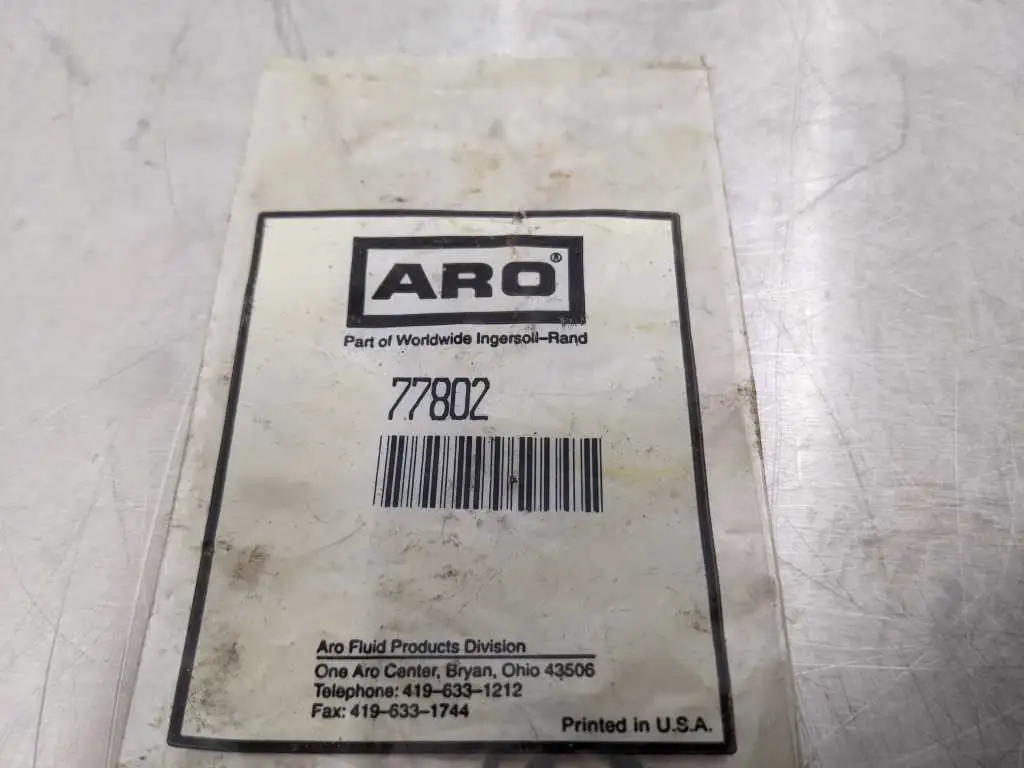 ARO®
Part of Worldwide Ingersoll-Rand
77802
Aro Fluid Products Division
One Aro Center, Bryan, Ohio 43506
Telephone: 419-633-1212
Fax: 419-633-1744
Printed in U.S.A.